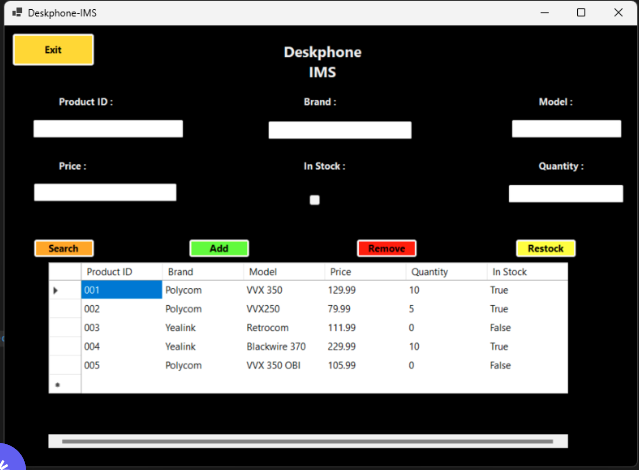 Deskphone-IMS
Exit
Deskphone
IMS
Product ID :
Brand :
Model :
Price :
In Stock :
Quantity :
Search
Add
Remove
Restock
Product ID Brand Model Price Quantity In Stock
001 Polycom VVX 350 129.99 10 True
002 Polycom VVX250 79.99 5 True
003 Yealink Retrocom 111.99 0 False
004 Yealink Blackwire 370 229.99 10 True
005 Polycom VVX 350 OBI 105.99 0 False